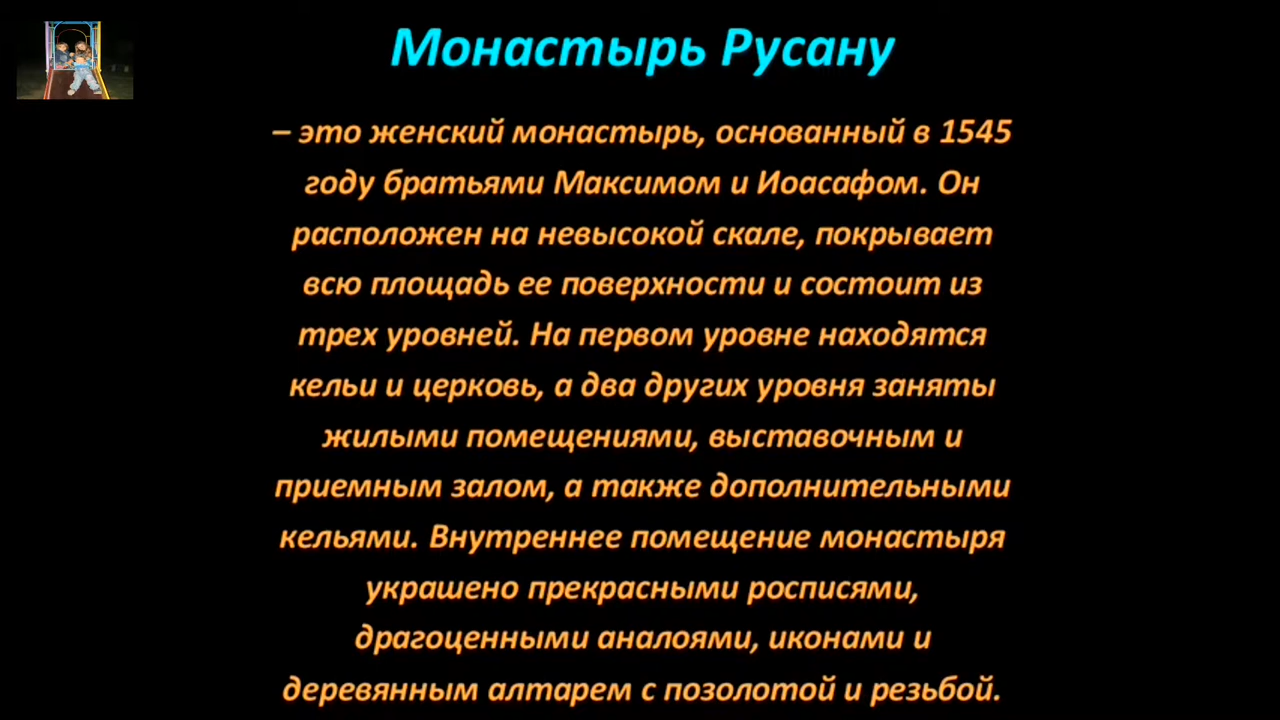 Монастырь Русану
– это женский монастырь, основанный в 1545
году братьями Максимом и Иоасафом. Он
расположен на невысокой скале, покрывает
всю площадь ее поверхности и состоит из
трех уровней. На первом уровне находятся
кельи и церковь, а два других уровня заняты
жилыми помещениями, выставочным и
приемным залом, а также дополнительными
кельями. Внутреннее помещение монастыря
украшено прекрасными росписями,
драгоценными аналоями, иконами и
деревянным алтарем с позолотой и резьбой.